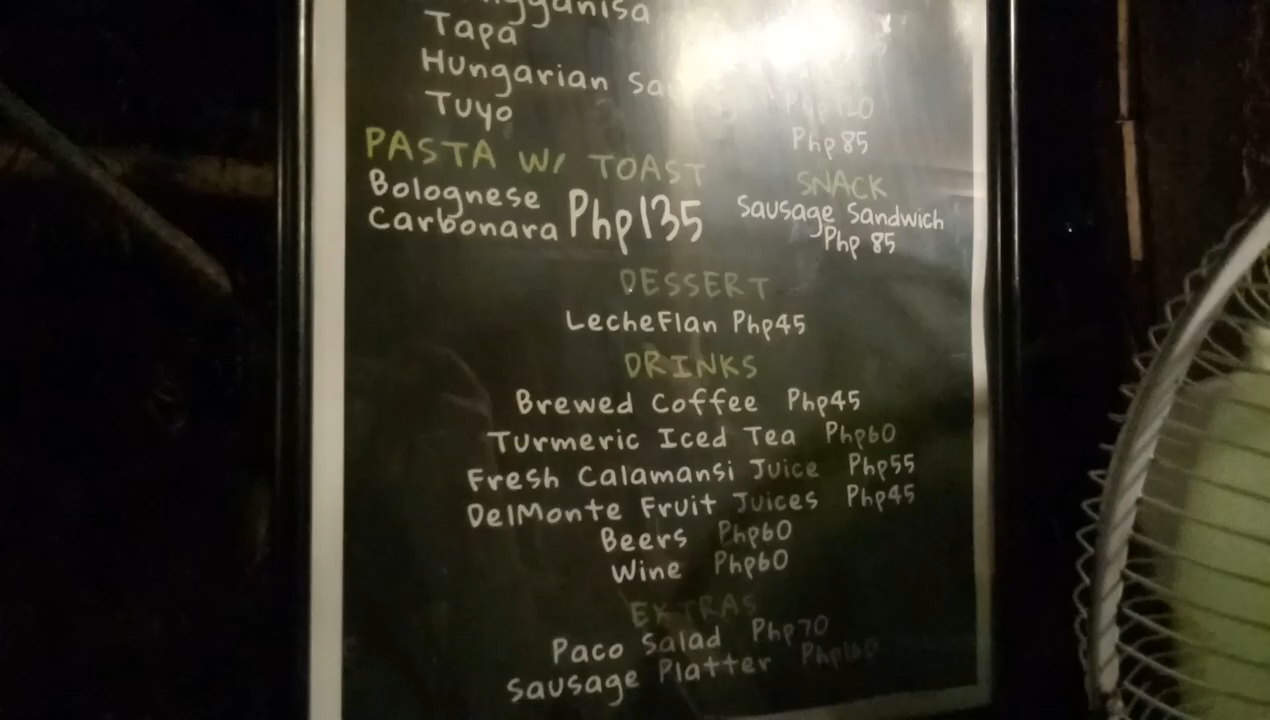 Tapa
Hungarian
Tuyo
Php85
PASTA W/ TOAST
Bolognese
Carbonara Php135
SNACK
Sausage Sandwich
Php 85
DESSERT
LecheFlan Php45
DRINKS
Brewed Coffee Php45
Turmeric Iced Tea Php60
Fresh Calamansi Juice Php55
DelMonte Fruit Juices Php45
Beers Php60
Wine Php60
EXTRAS
Paco Salad Php70
Sausage Platter